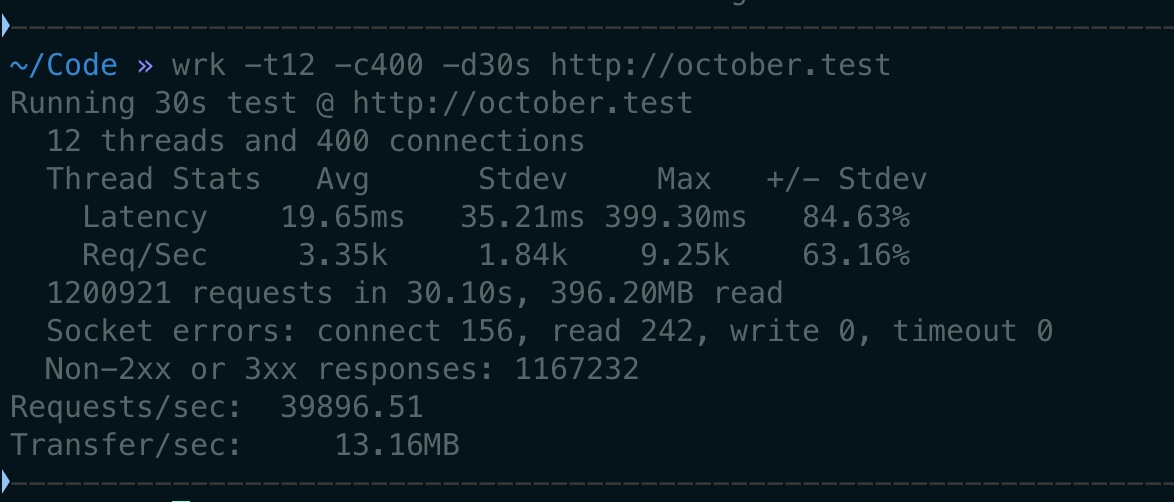 ~/Code » wrk -t12 -c400 -d30s http://october.test
Running 30s test @ http://october.test
  12 threads and 400 connections
  Thread Stats   Avg      Stdev     Max   +/- Stdev
    Latency    19.65ms   35.21ms 399.30ms   84.63%
    Req/Sec     3.35k     1.84k    9.25k    63.16%
  1200921 requests in 30.10s, 396.20MB read
  Socket errors: connect 156, read 242, write 0, timeout 0
  Non-2xx or 3xx responses: 1167232
Requests/sec:  39896.51
Transfer/sec:     13.16MB